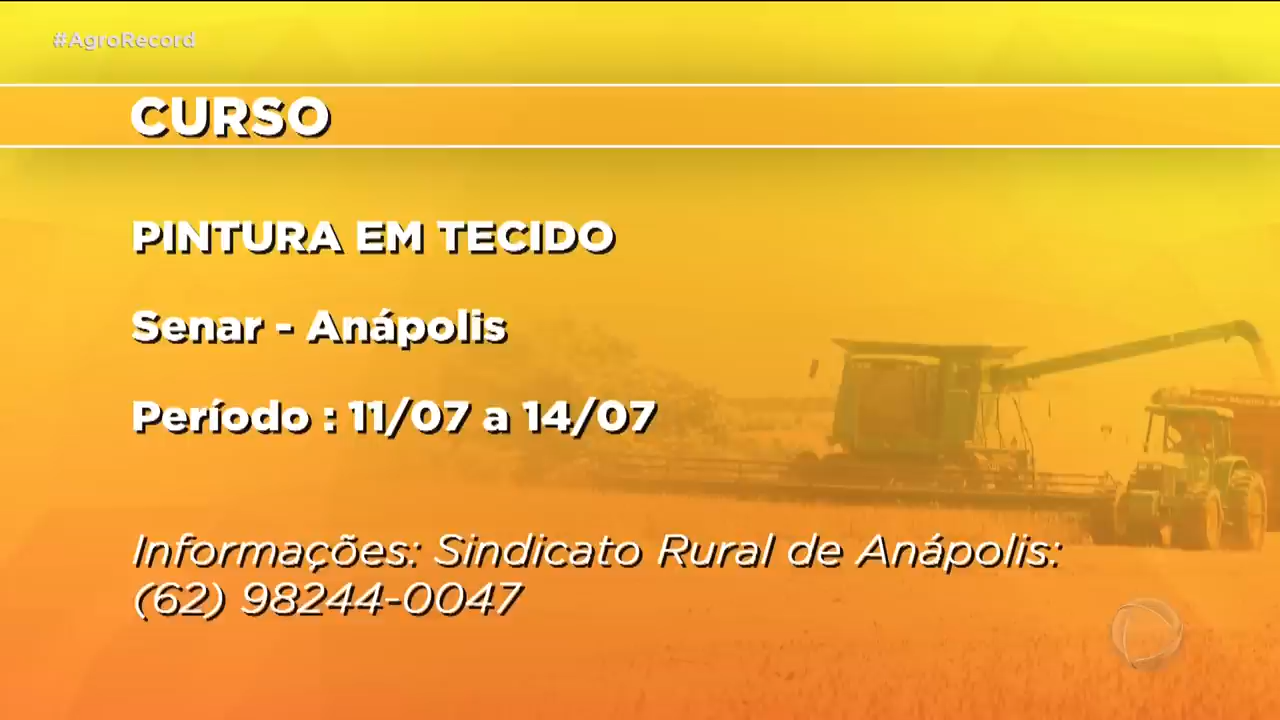 #AgroRecord
CURSO
PINTURA EM TECIDO
Senar - Anápolis
Período : 11/07 a 14/07
Informações: Sindicato Rural de Anápolis:
(62) 98244-0047